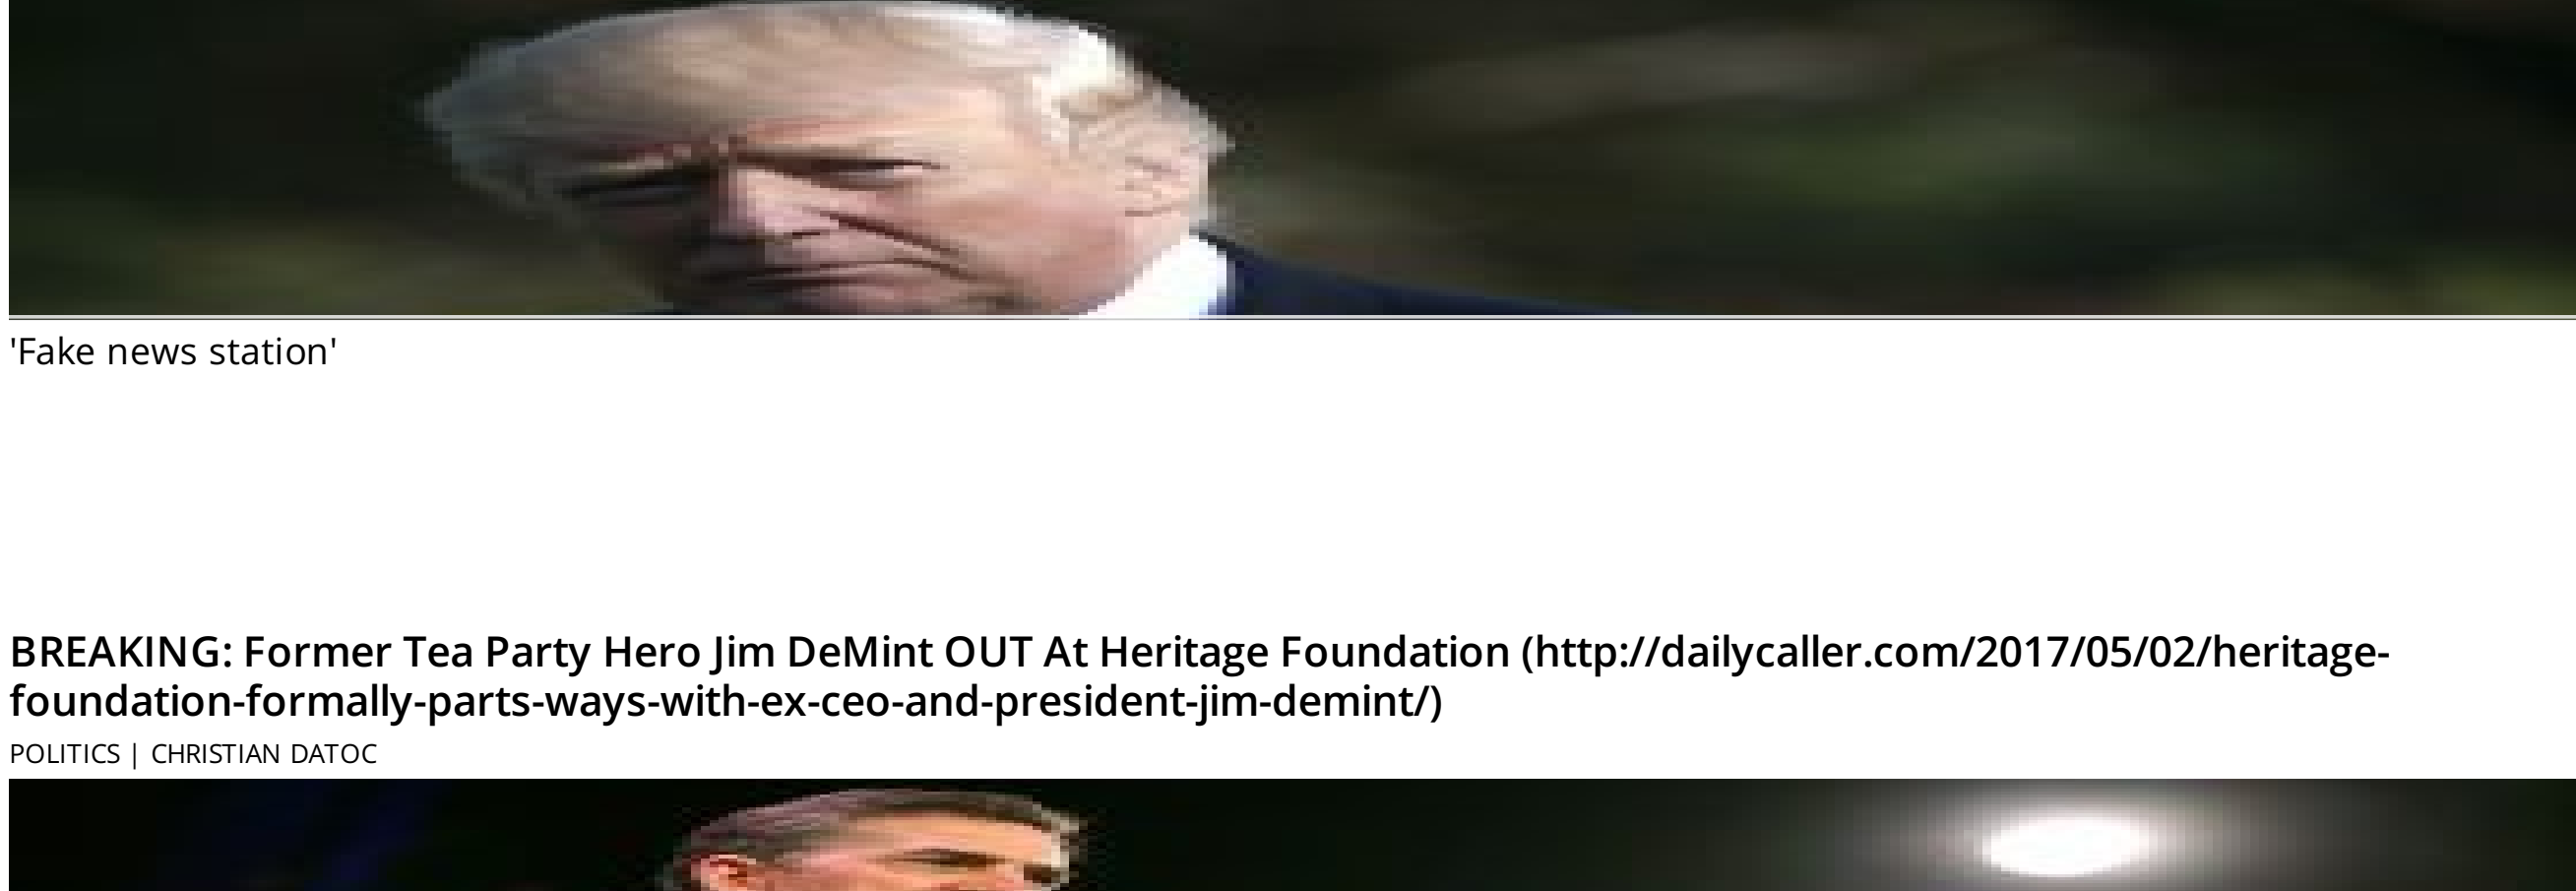 'Fake news station'
BREAKING: Former Tea Party Hero Jim DeMint OUT At Heritage Foundation (http://dailycaller.com/2017/05/02/heritage-
foundation-formally-parts-ways-with-ex-ceo-and-president-jim-demint/)
POLITICS | CHRISTIAN DATOC